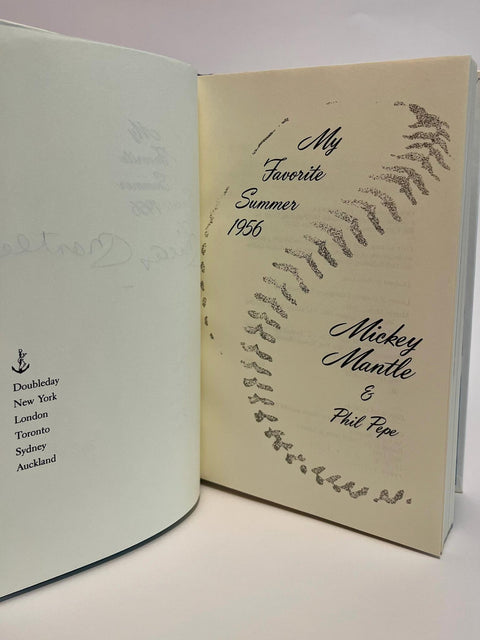 Doubleday
New York
London
Toronto
Sydney
Auckland
My
Favorite
Summer
1956
Mickey
Mantle
&
Phil Pepe